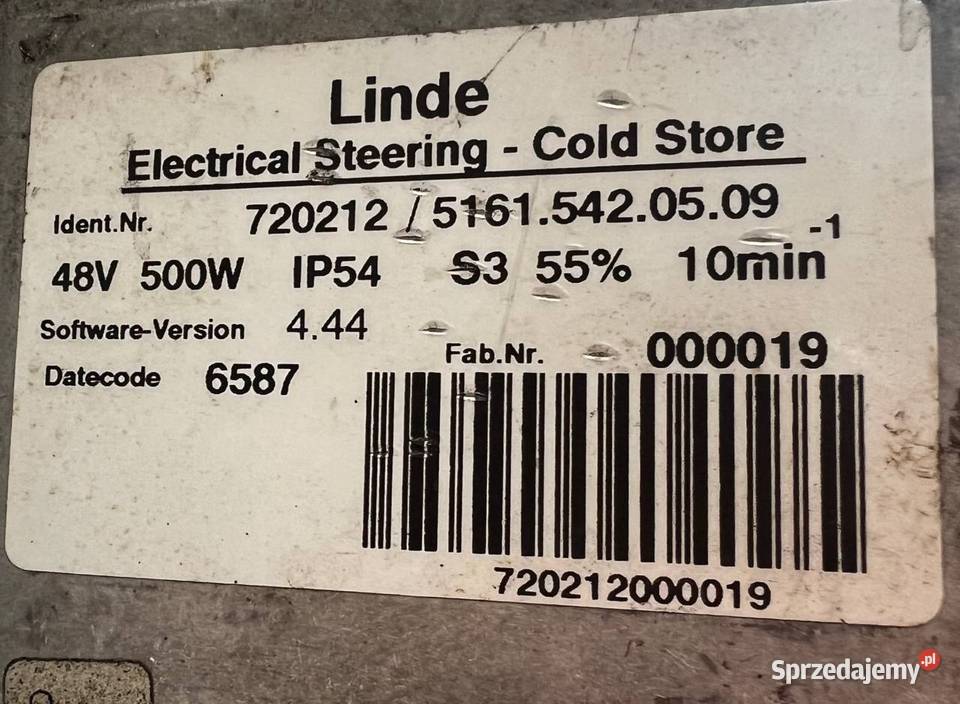 Linde
Electrical Steering - Cold Store
Ident.Nr. 720212 / 5161.542.05.09
48V 500W IP54 S3 55% 10min-1
Software-Version 4.44
Fab.Nr. 000019
Datecode 6587
720212000019
Sprzedajemy.pl